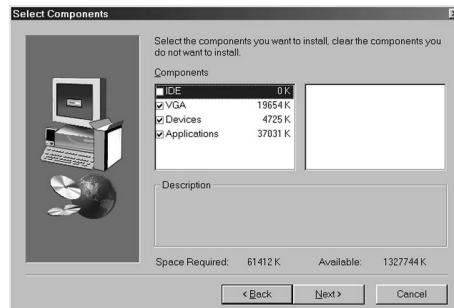 Select Components
Select the components you want to install, clear the components you
do not want to install.
Components
IDE 0 K
VGA 19654 K
Devices 4725 K
Applications 37031 K
Description
Space Required: 61412 K Available: 1327744 K
< Back Next > Cancel